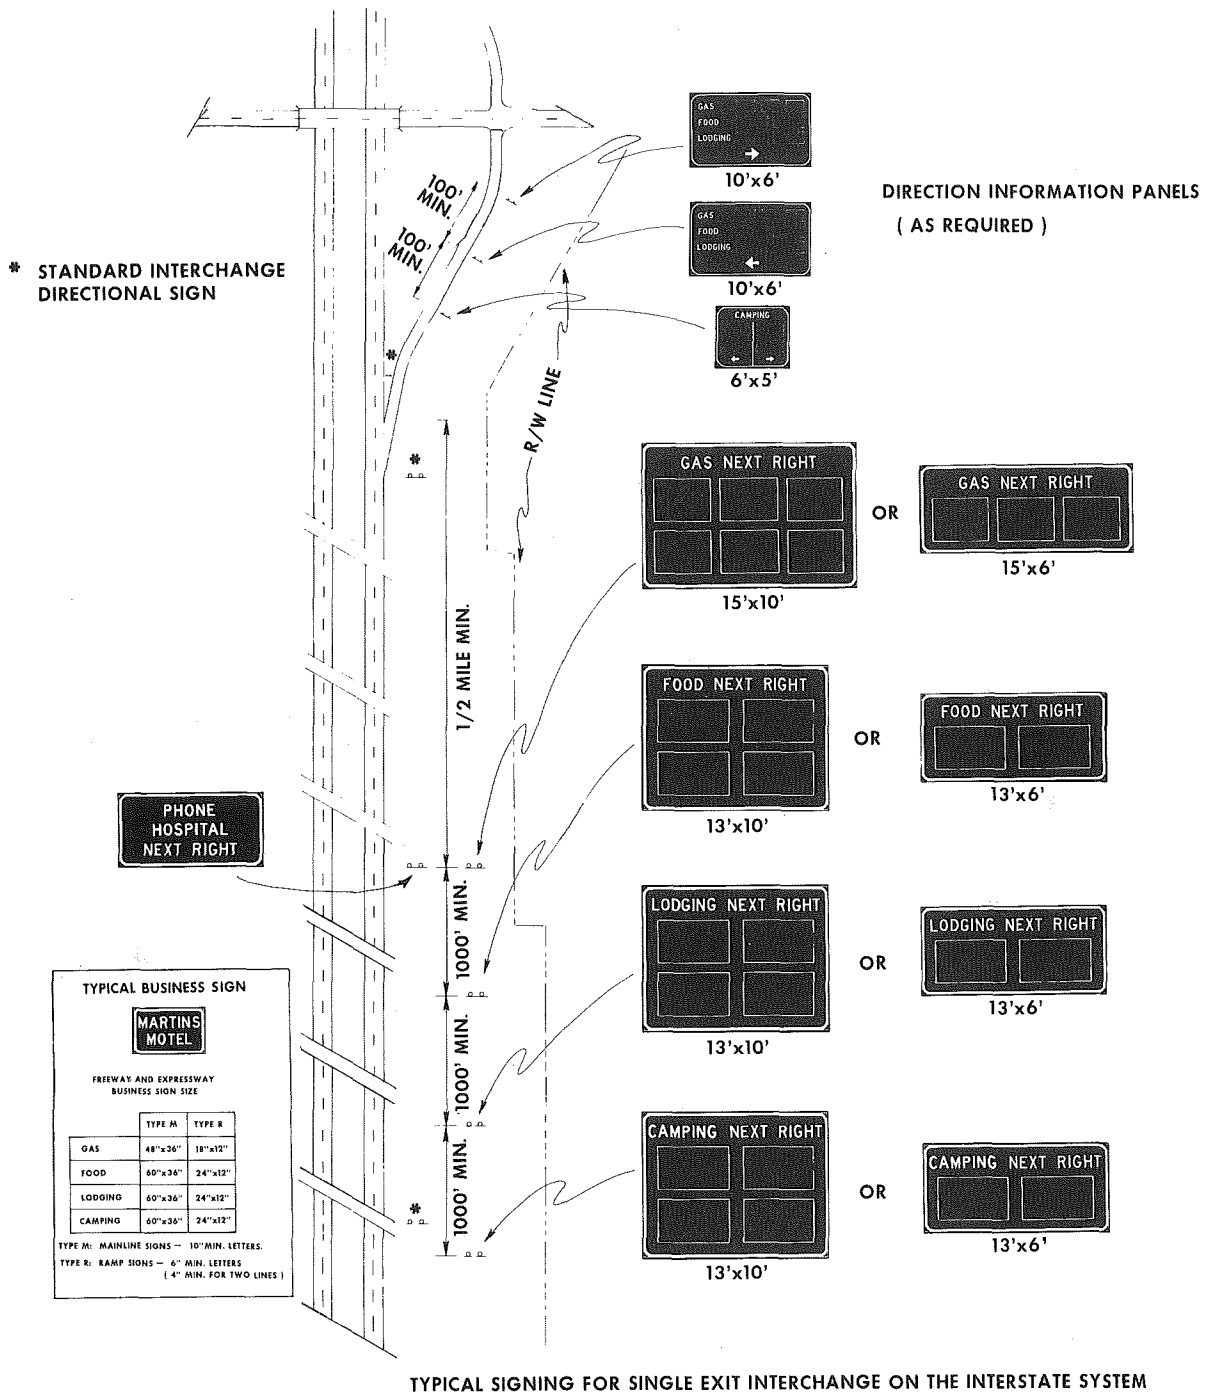 GAS
FOOD
LODGING
10'x6'
DIRECTION INFORMATION PANELS
( AS REQUIRED )
100'
MIN.
100'
MIN.
GAS
FOOD
LODGING
10'x6'
* STANDARD INTERCHANGE
DIRECTIONAL SIGN
CAMPING
6'x5'
*
R/W LINE
*
GAS NEXT RIGHT
15'x10'
OR
GAS NEXT RIGHT
15'x6'
1/2 MILE MIN.
FOOD NEXT RIGHT
13'x10'
OR
FOOD NEXT RIGHT
13'x6'
PHONE
HOSPITAL
NEXT RIGHT
1000' MIN.
LODGING NEXT RIGHT
13'x10'
OR
LODGING NEXT RIGHT
13'x6'
1000' MIN.
1000' MIN.
*
CAMPING NEXT RIGHT
13'x10'
OR
CAMPING NEXT RIGHT
13'x6'
TYPICAL BUSINESS SIGN
MARTINS
MOTEL
FREEWAY AND EXPRESSWAY
BUSINESS SIGN SIZE
TYPE M TYPE R
GAS 48"x36" 18"x12"
FOOD 60"x36" 24"x12"
LODGING 60"x36" 24"x12"
CAMPING 60"x36" 24"x12"
TYPE M: MAINLINE SIGNS – 10" MIN. LETTERS.
TYPE R: RAMP SIGNS – 6" MIN. LETTERS
( 4" MIN. FOR TWO LINES )
TYPICAL SIGNING FOR SINGLE EXIT INTERCHANGE ON THE INTERSTATE SYSTEM